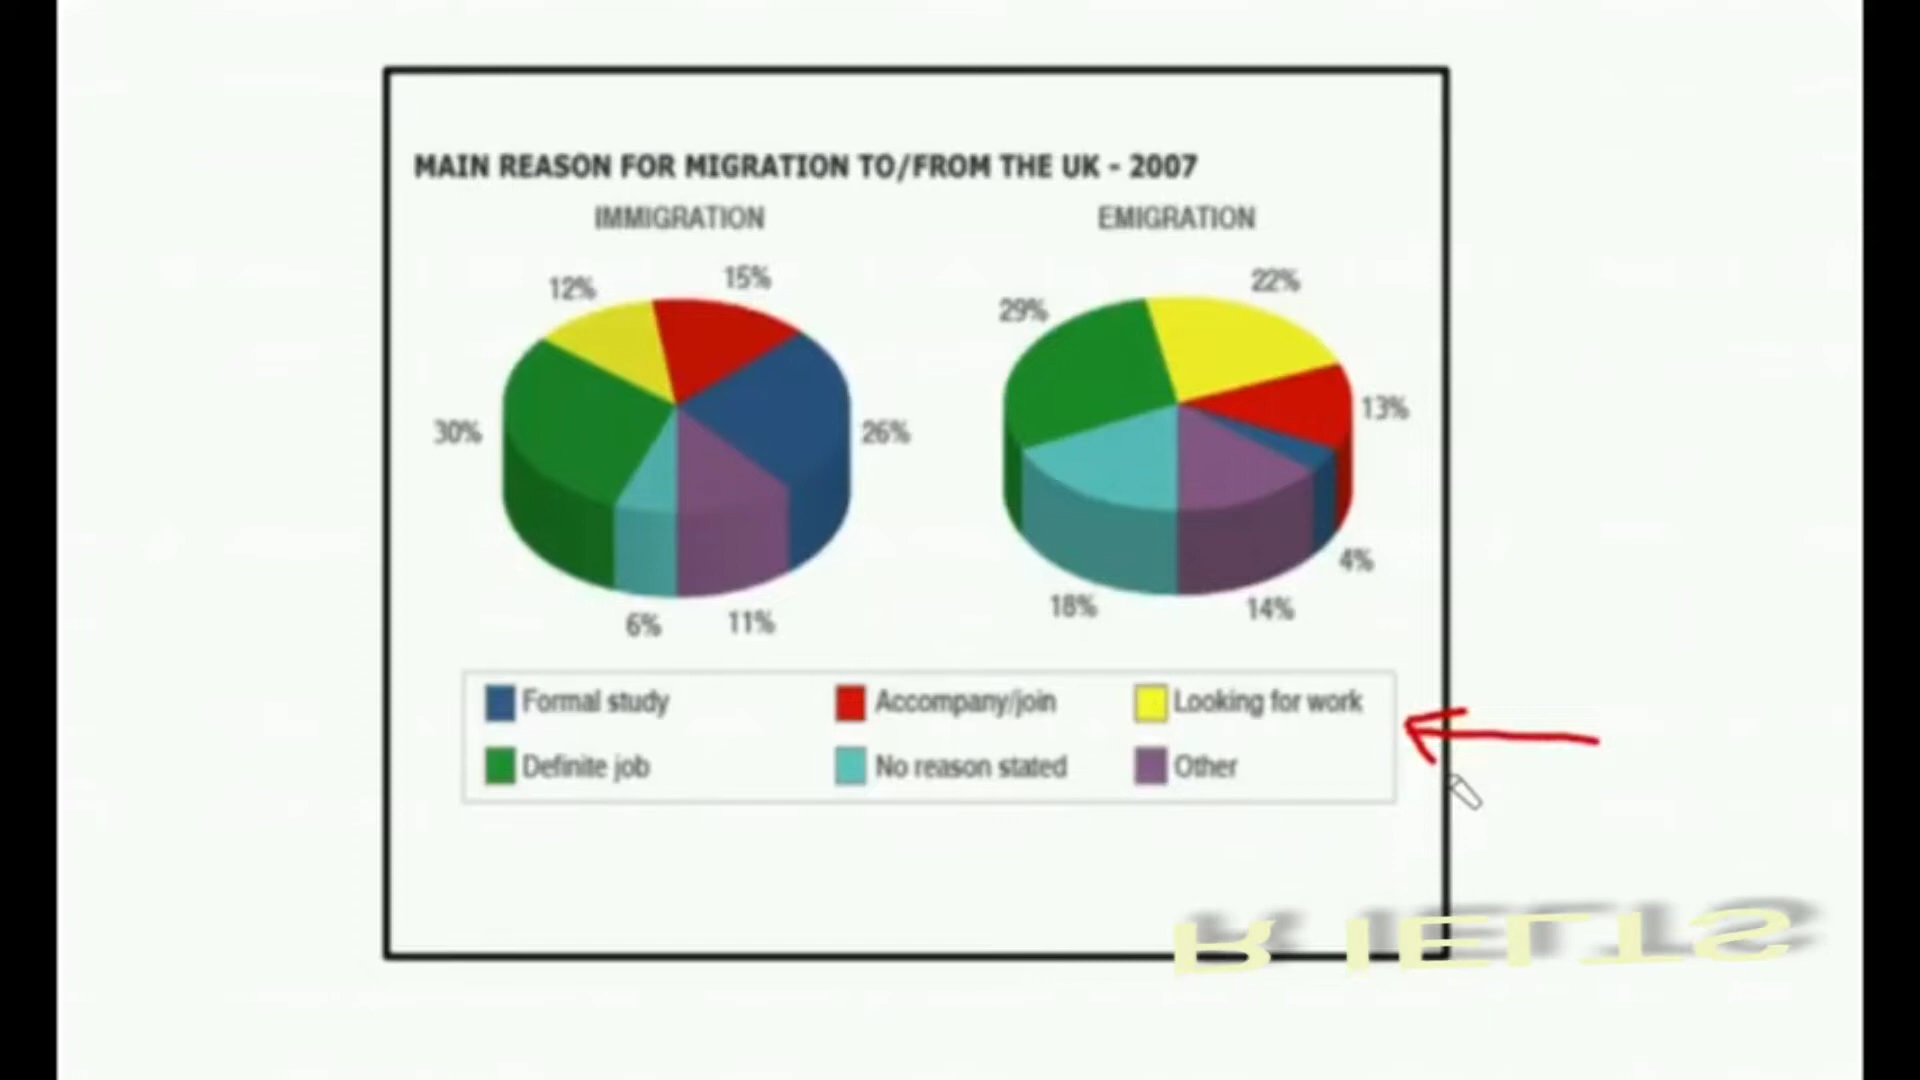 MAIN REASON FOR MIGRATION TO/FROM THE UK - 2007
IMMIGRATION
EMIGRATION
12%
15%
30%
26%
6%
11%
29%
22%
13%
4%
18%
14%
Formal study
Accompany/join
Looking for work
Definite job
No reason stated
Other
R IELTS